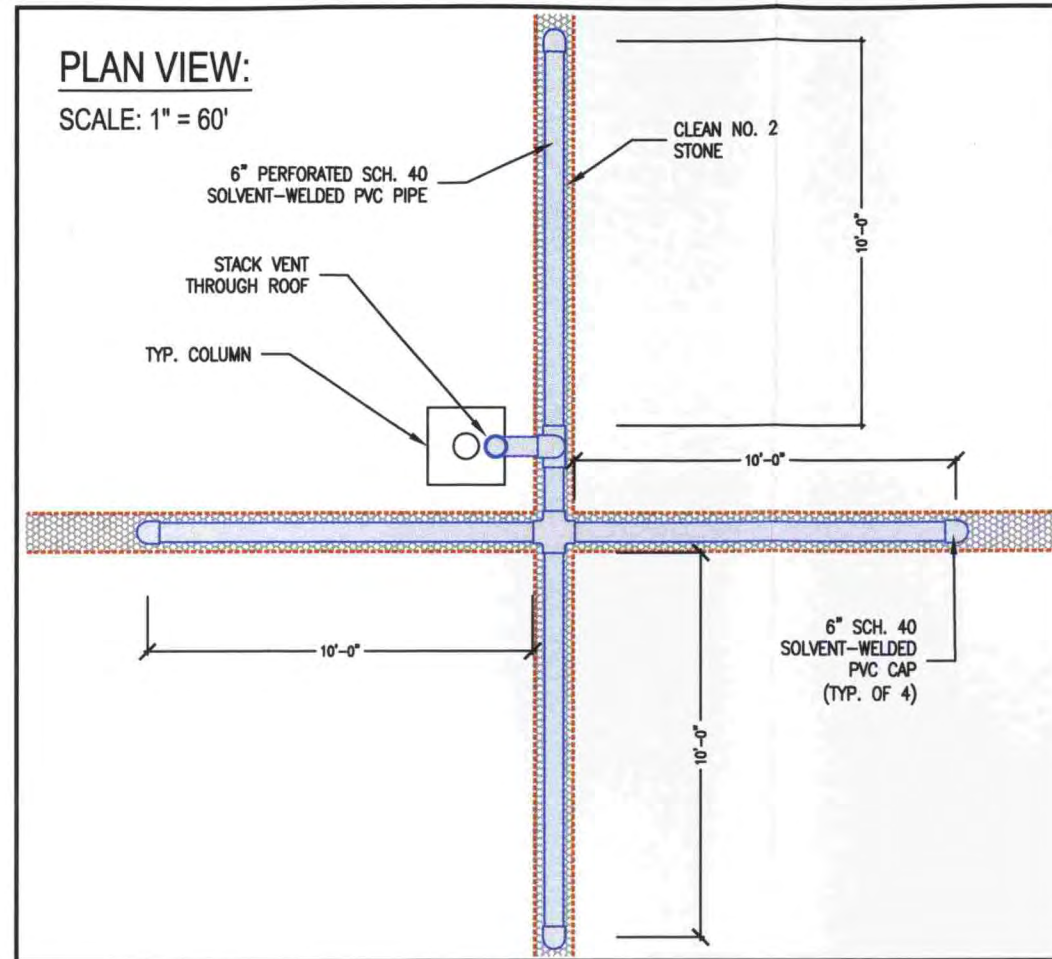 PLAN VIEW:
SCALE: 1" = 60'
6" PERFORATED SCH. 40
SOLVENT-WELDED PVC PIPE
CLEAN NO. 2
STONE
10'-0"
STACK VENT
THROUGH ROOF
TYP. COLUMN
10'-0"
10'-0"
10'-0"
6" SCH. 40
SOLVENT-WELDED
PVC CAP
(TYP. OF 4)